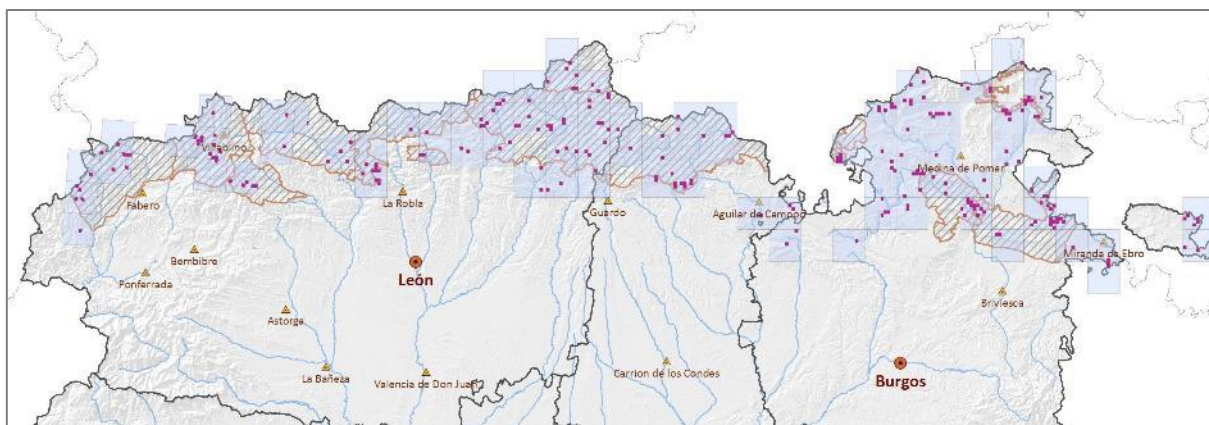 Villablino
Medina de Pomar
Fabero
La Robla
Guardo
Aguilar de Campoo
Bembibre
Miranda de Ebro
León
Ponferrada
Briviesca
Astorga
La Bañeza
Valencia de Don Juan
Carrion de los Condes
Burgos